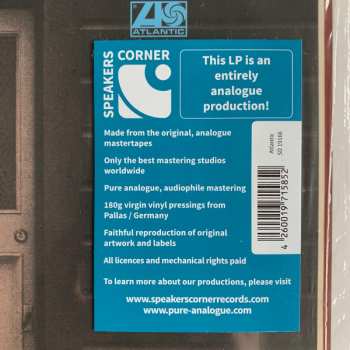 ATLANTIC
SPEAKERS
CORNER
This LP is an
entirely
analogue
production!
Made from the original, analogue
mastertapes
Only the best mastering studios
worldwide
Pure analogue, audiophile mastering
180g virgin vinyl pressings from
Pallas / Germany
Faithful reproduction of original
artwork and labels
All licences and mechanical rights paid
To learn more about our productions, please visit
www.speakerscornerrecords.com
www.pure-analogue.com
Atlantic
SD 19166
4 260019 715852